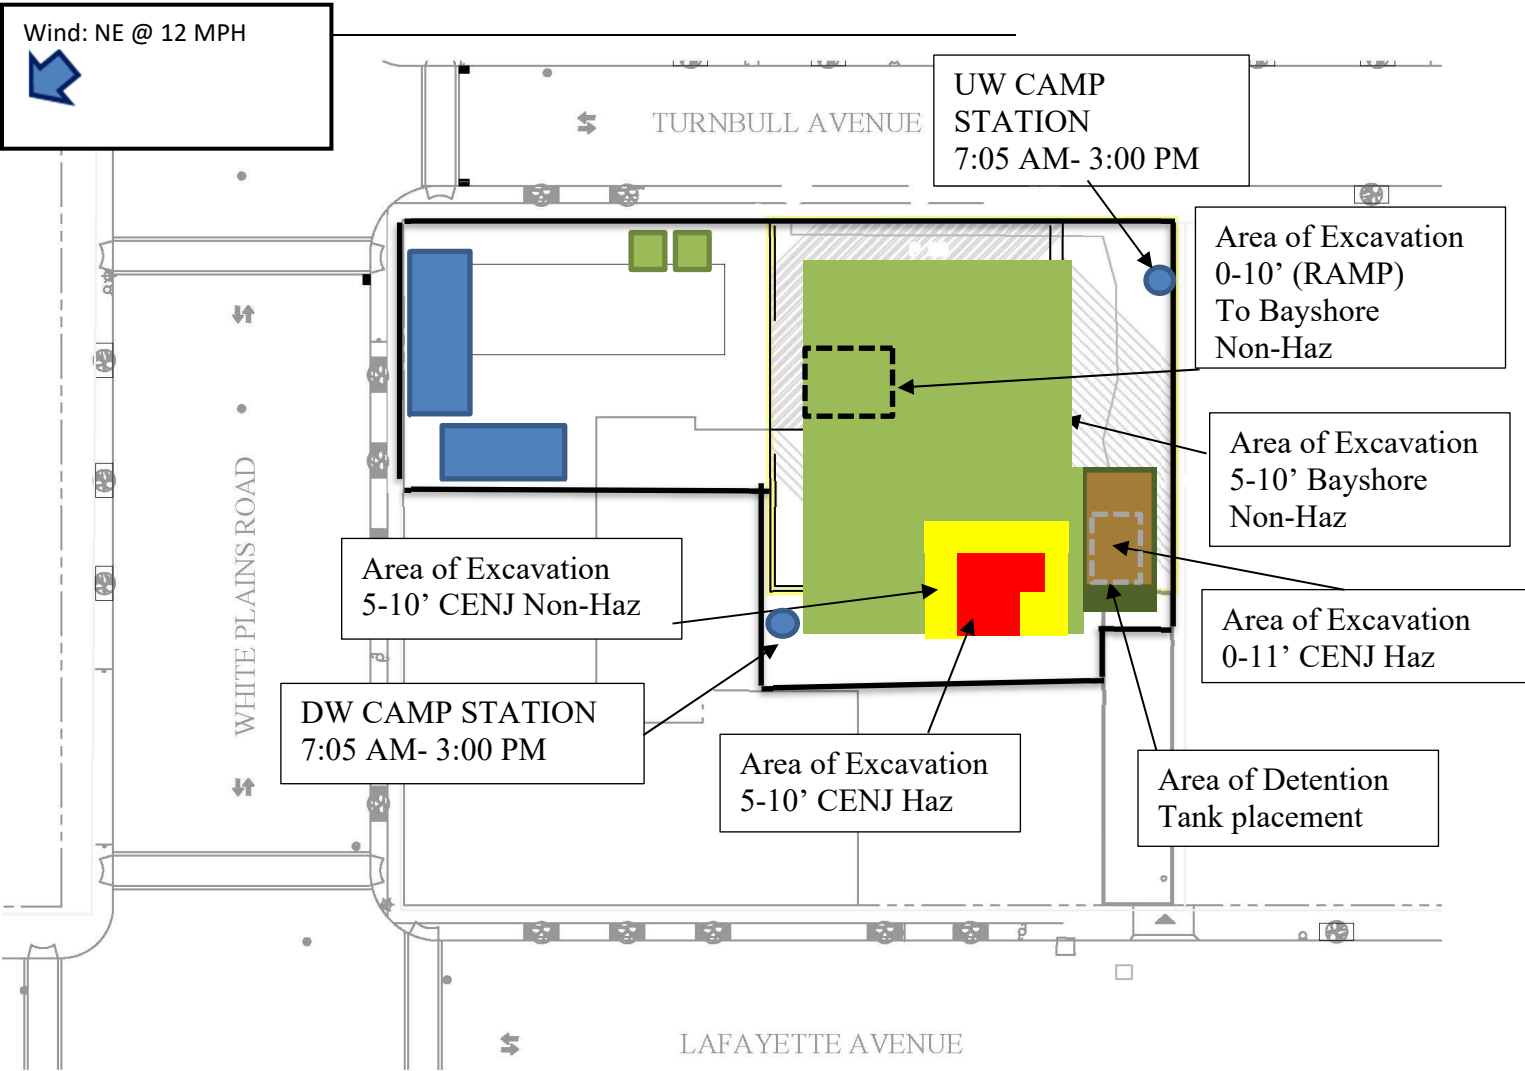 Wind: NE @ 12 MPH
TURNBULL AVENUE
UW CAMP
STATION
7:05 AM- 3:00 PM
Area of Excavation
0-10’ (RAMP)
To Bayshore
Non-Haz
Area of Excavation
5-10’ Bayshore
Non-Haz
WHITE PLAINS ROAD
Area of Excavation
5-10’ CENJ Non-Haz
Area of Excavation
0-11’ CENJ Haz
DW CAMP STATION
7:05 AM- 3:00 PM
Area of Excavation
5-10’ CENJ Haz
Area of Detention
Tank placement
LAFAYETTE AVENUE